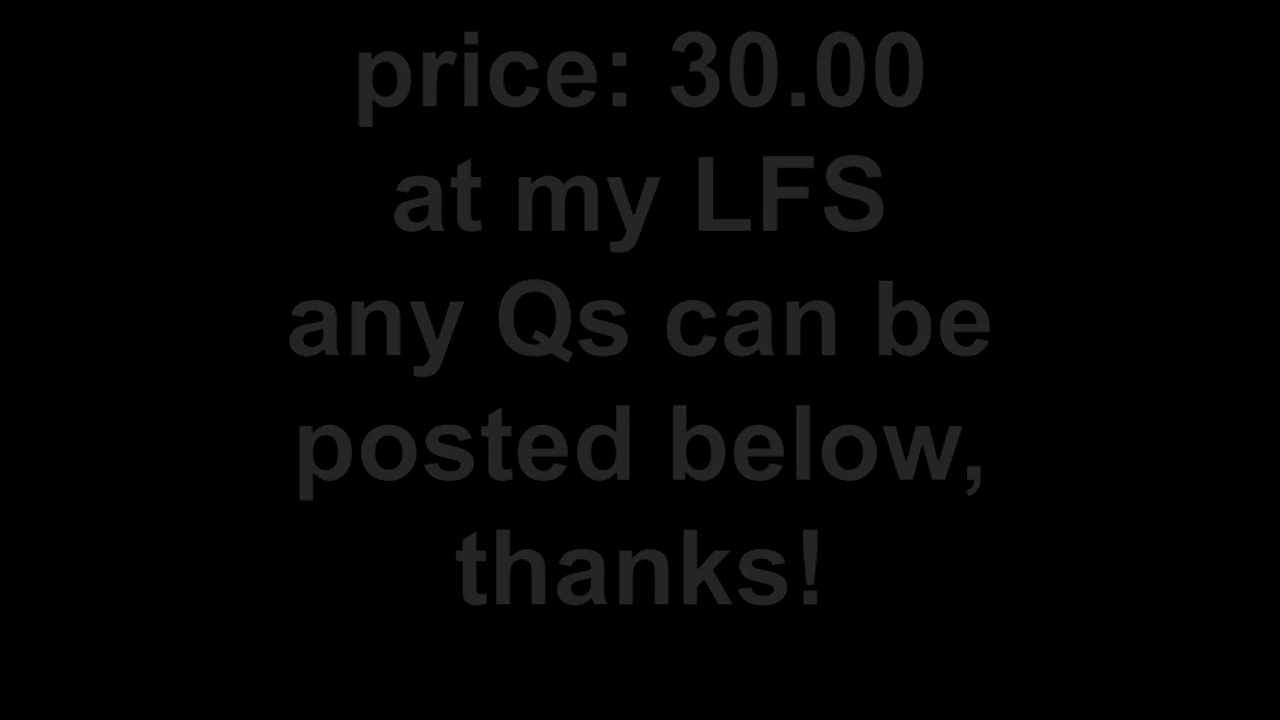 price: 30.00
at my LFS
any Qs can be
posted below,
thanks!